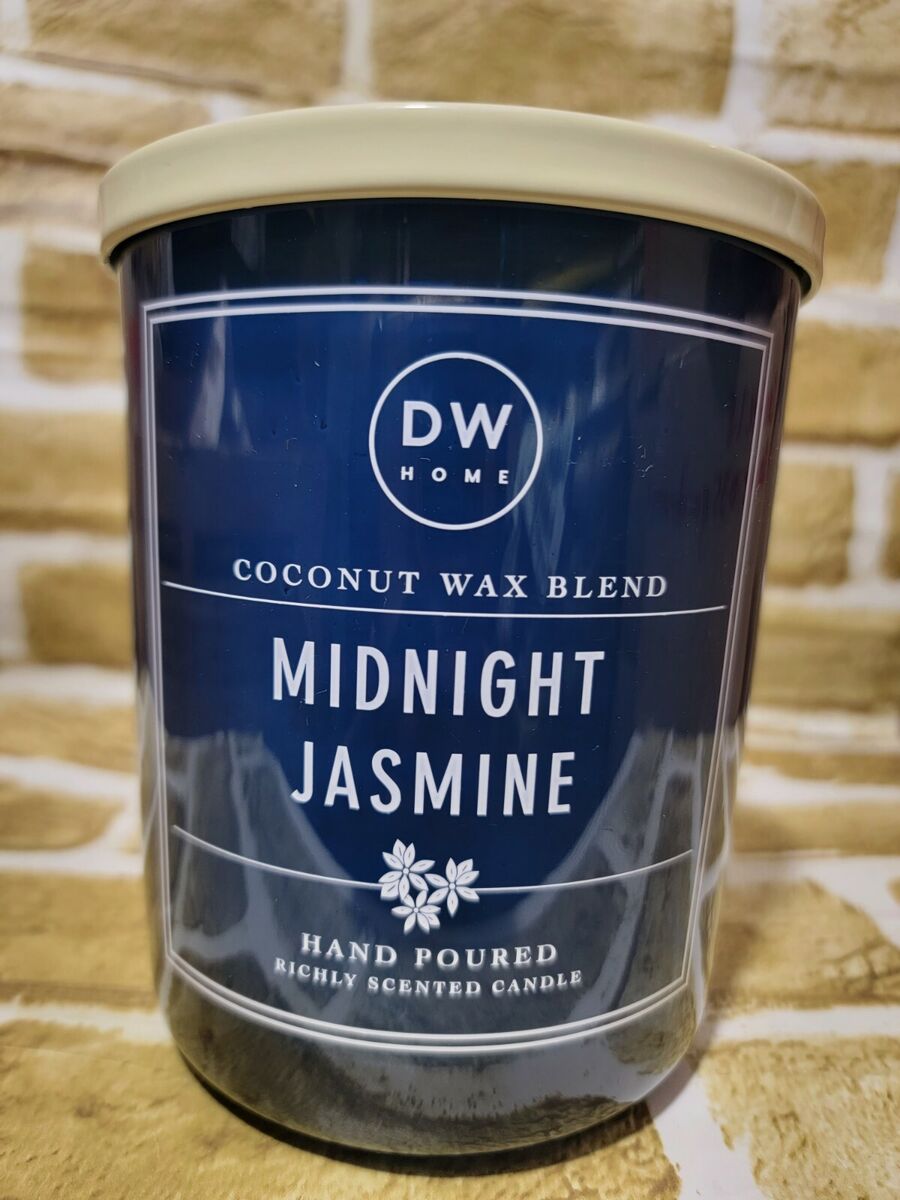 DW
HOME
COCONUT WAX BLEND
MIDNIGHT
JASMINE
HAND POURED
RICHLY SCENTED CANDLE